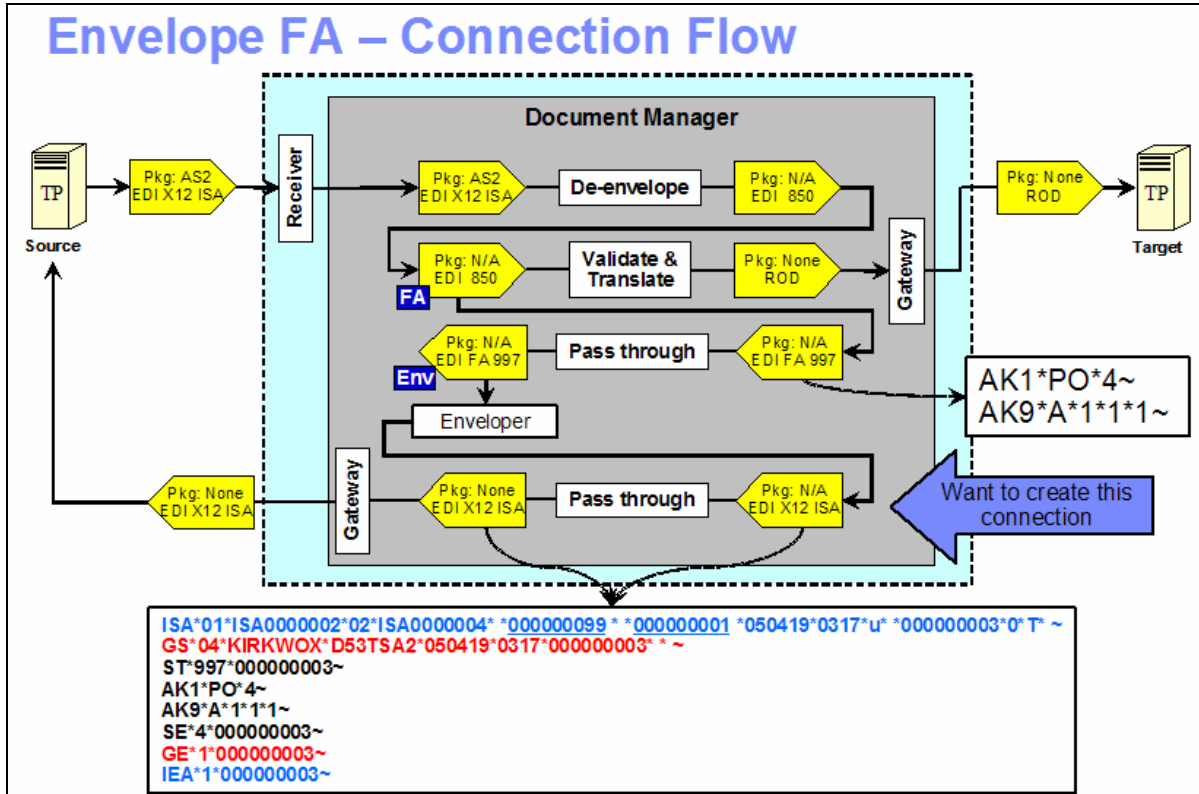 Envelope FA – Connection Flow
Document Manager
TP
Source
Pkg: AS2
EDI X12 ISA
Receiver
Pkg: AS2
EDI X12 ISA
De-envelope
Pkg: N/A
EDI 850
Pkg: None
ROD
TP
Target
Pkg: N/A
EDI 850
FA
Validate &
Translate
Pkg: None
ROD
Gateway
Pkg: N/A
EDI FA 997
Env
Pass through
Pkg: N/A
EDI FA 997
AK1*PO*4~
AK9*A*1*1*1~
Enveloper
Pkg: None
EDI X12 ISA
Gateway
Pkg: None
EDI X12 ISA
Pass through
Pkg: N/A
EDI X12 ISA
Want to create this
connection
ISA*01*ISA0000002*02*ISA0000004* *000000099* *000000001 *050419*0317*u* *000000003*0*T* ~
GS*04*KIRKWOX*D53TSA2*050419*0317*000000003* * ~
ST*997*000000003~
AK1*PO*4~
AK9*A*1*1*1~
SE*4*000000003~
GE*1*000000003~
IEA*1*000000003~